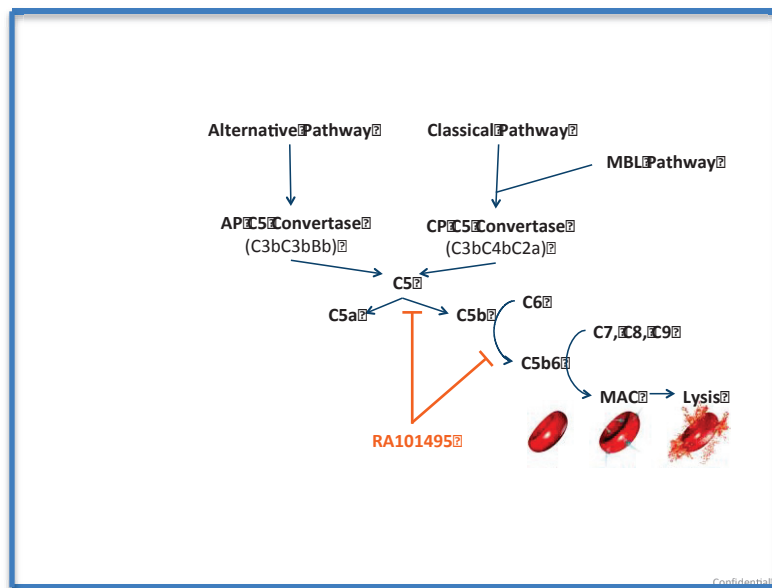 Alternative Pathway
Classical Pathway
MBL Pathway
AP C5 Convertase
(C3bC3bBb)
CP C5 Convertase
(C3bC4bC2a)
C5
C5a
C5b
C6
C7, C8, C9
C5b6
MAC
Lysis
RA101495
Confidential